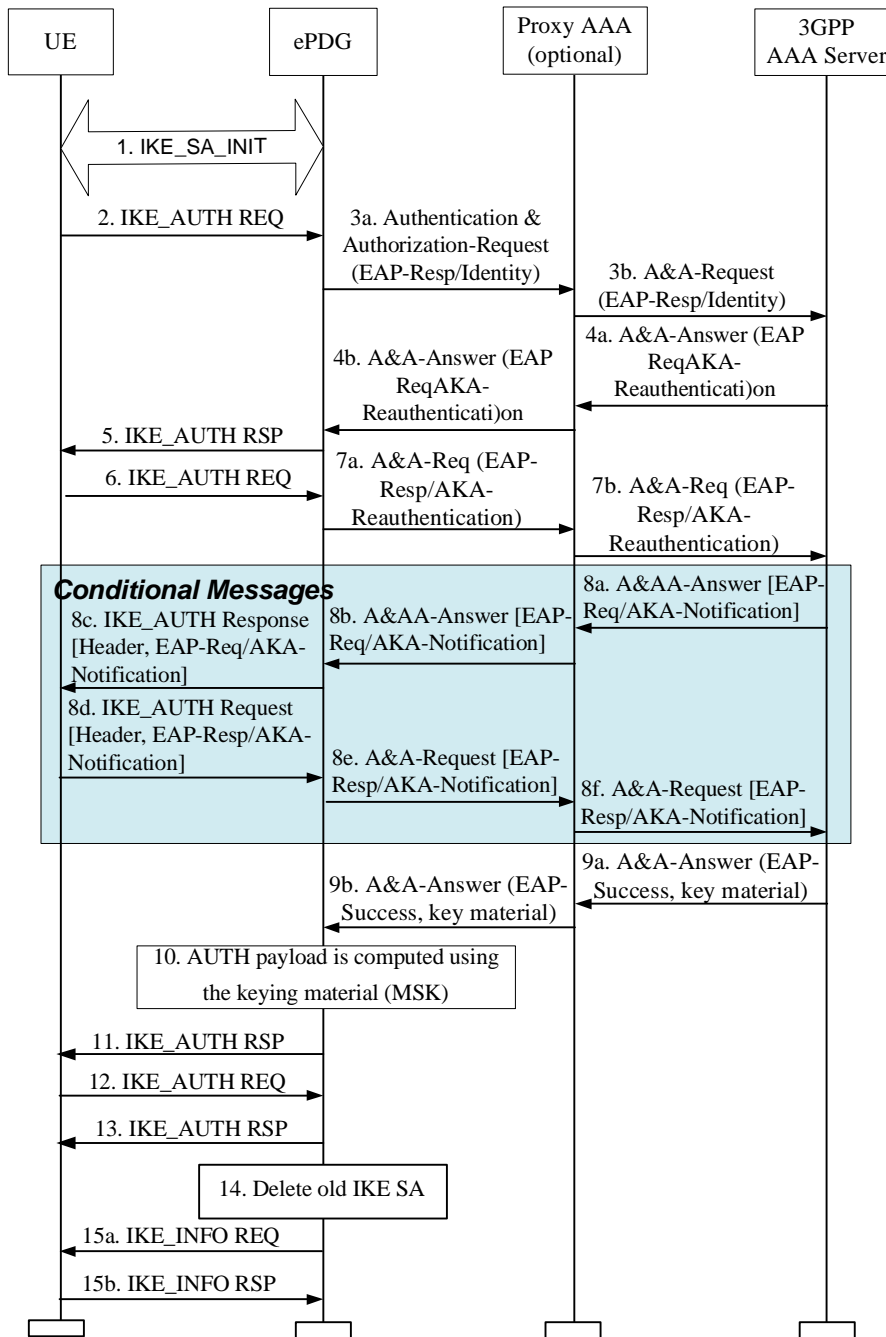 UE
ePDG
Proxy AAA
(optional)
3GPP
AAA Server
1. IKE_SA_INIT
2. IKE_AUTH REQ
3a. Authentication &
Authorization-Request
(EAP-Resp/Identity)
3b. A&A-Request
(EAP-Resp/Identity)
4a. A&A-Answer (EAP
ReqAKA-
Reauthenticati)on
4b. A&A-Answer (EAP
ReqAKA-
Reauthenticati)on
5. IKE_AUTH RSP
6. IKE_AUTH REQ
7a. A&A-Req (EAP-
Resp/AKA-
Reauthentication)
7b. A&A-Req (EAP-
Resp/AKA-
Reauthentication)
Conditional Messages
8a. A&AA-Answer [EAP-
Req/AKA-Notification]
8b. A&AA-Answer [EAP-
Req/AKA-Notification]
8c. IKE_AUTH Response
[Header, EAP-Req/AKA-
Notification]
8d. IKE_AUTH Request
[Header, EAP-Resp/AKA-
Notification]
8e. A&A-Request [EAP-
Resp/AKA-Notification]
8f. A&A-Request [EAP-
Resp/AKA-Notification]
9a. A&A-Answer (EAP-
Success, key material)
9b. A&A-Answer (EAP-
Success, key material)
10. AUTH payload is computed using
the keying material (MSK)
11. IKE_AUTH RSP
12. IKE_AUTH REQ
13. IKE_AUTH RSP
14. Delete old IKE SA
15a. IKE_INFO REQ
15b. IKE_INFO RSP